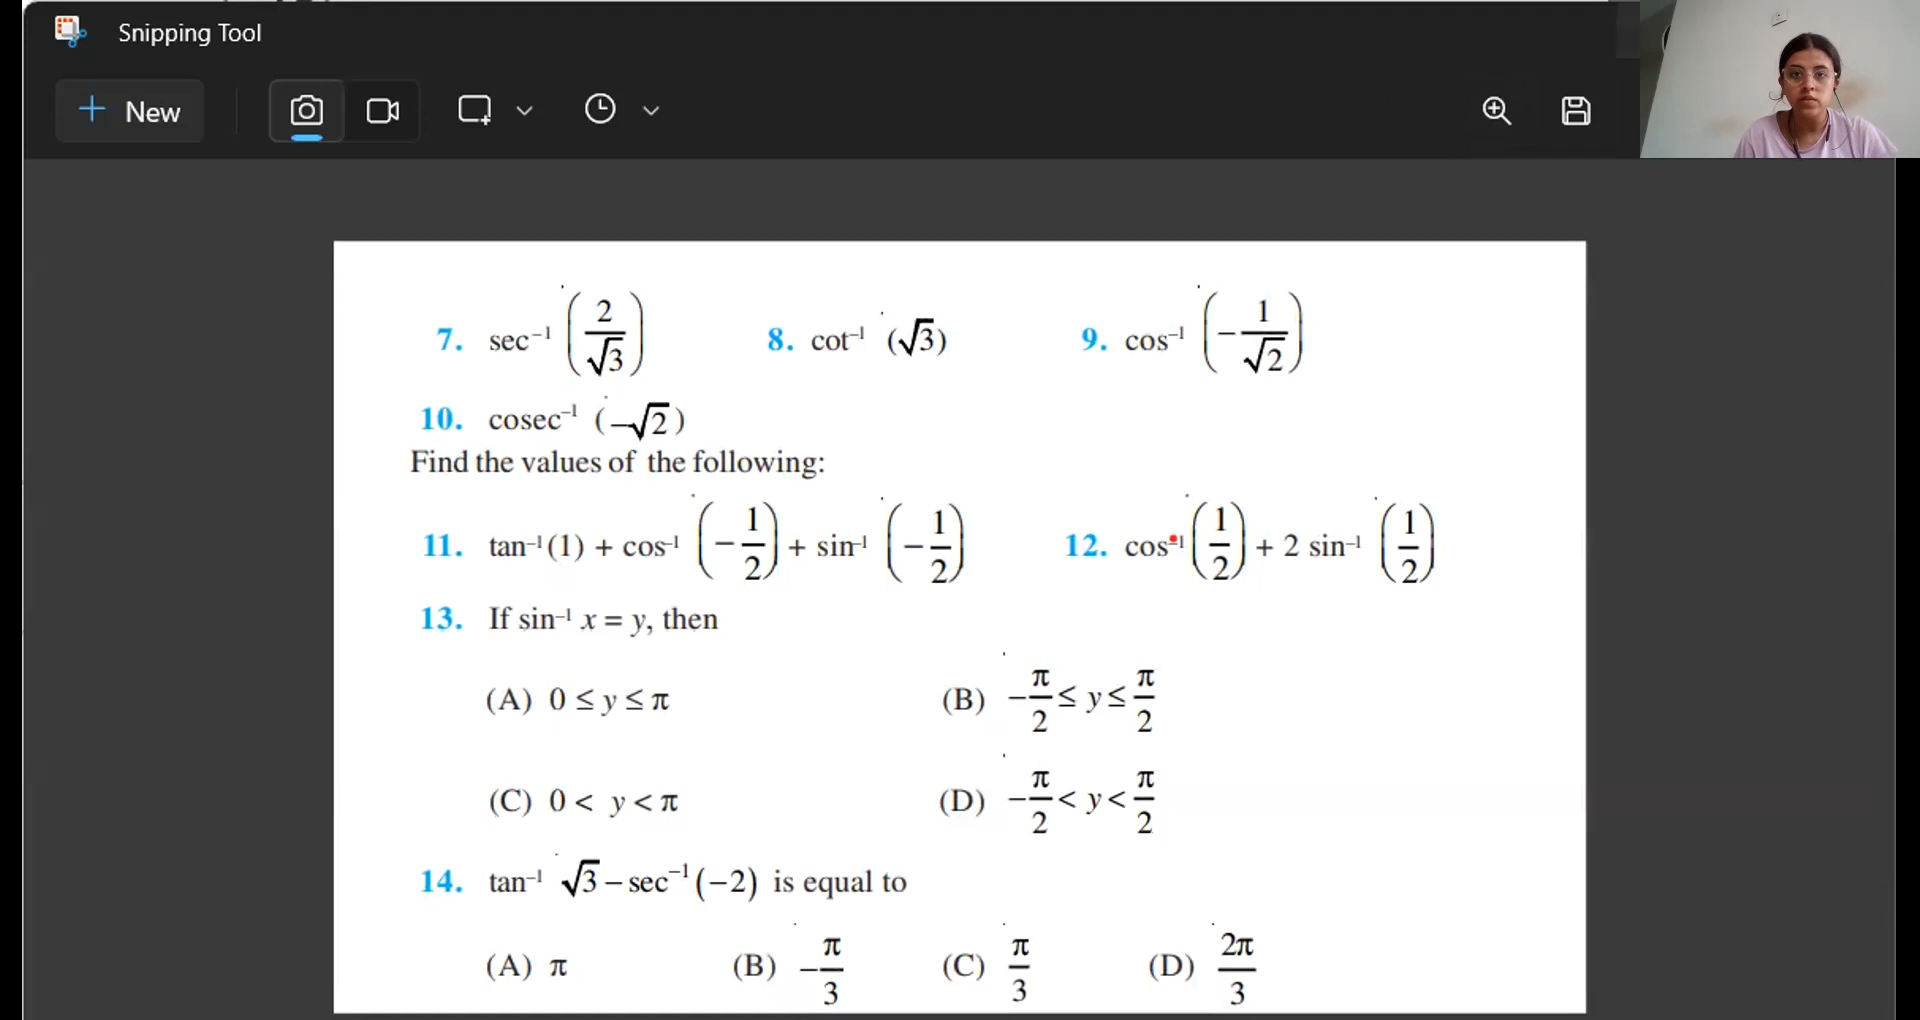 Snipping Tool
New
7. sec⁻¹ (2/√3) 8. cot⁻¹ (√3) 9. cos⁻¹ (−1/√2)
10. cosec⁻¹ (−√2)
Find the values of the following:
11. tan⁻¹(1) + cos⁻¹ (−1/2) + sin⁻¹ (−1/2) 12. cos⁻¹ (1/2) + 2 sin⁻¹ (1/2)
13. If sin⁻¹ x = y, then
(A) 0 ≤ y ≤ π (B) −π/2 ≤ y ≤ π/2
(C) 0 < y < π (D) −π/2 < y < π/2
14. tan⁻¹ √3 − sec⁻¹ (−2) is equal to
(A) π (B) −π/3 (C) π/3 (D) 2π/3